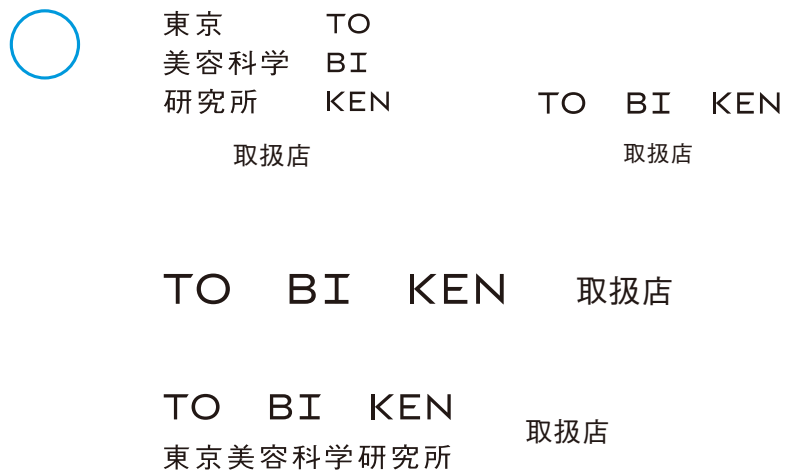 東京 TO
美容科学 BI
研究所 KEN
取扱店
TO BI KEN
取扱店
TO BI KEN 取扱店
TO BI KEN
東京美容科学研究所
取扱店